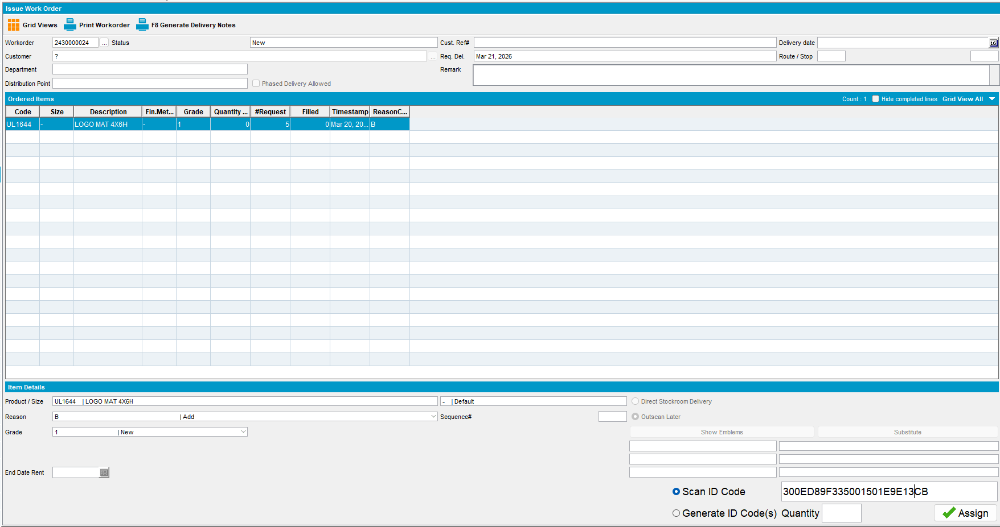 Issue Work Order
Grid Views Print Workorder F8 Generate Delivery Notes
Workorder 2430000024 ... Status New Cust. Ref# Delivery date 16
Customer ? ... Req. Del. Mar 21, 2026 Route / Stop
Department Remark
Distribution Point Phased Delivery Allowed
Ordered Items Count : 1 Hide completed lines Grid View All
Code Size Description Fin.Met... Grade Quantity ... #Request Filled Timestamp ReasonC...
UL1644 - LOGO MAT 4X6H - 1 0 5 0 Mar 20, 20... B
Item Details
Product / Size UL1644 | LOGO MAT 4X6H - | Default Direct Stockroom Delivery
Reason B | Add Sequence# Outscan Later
Grade 1 | New Show Emblems Substitute
End Date Rent 16
Scan ID Code 300ED89F335001501E9E13CB
Generate ID Code(s) Quantity Assign